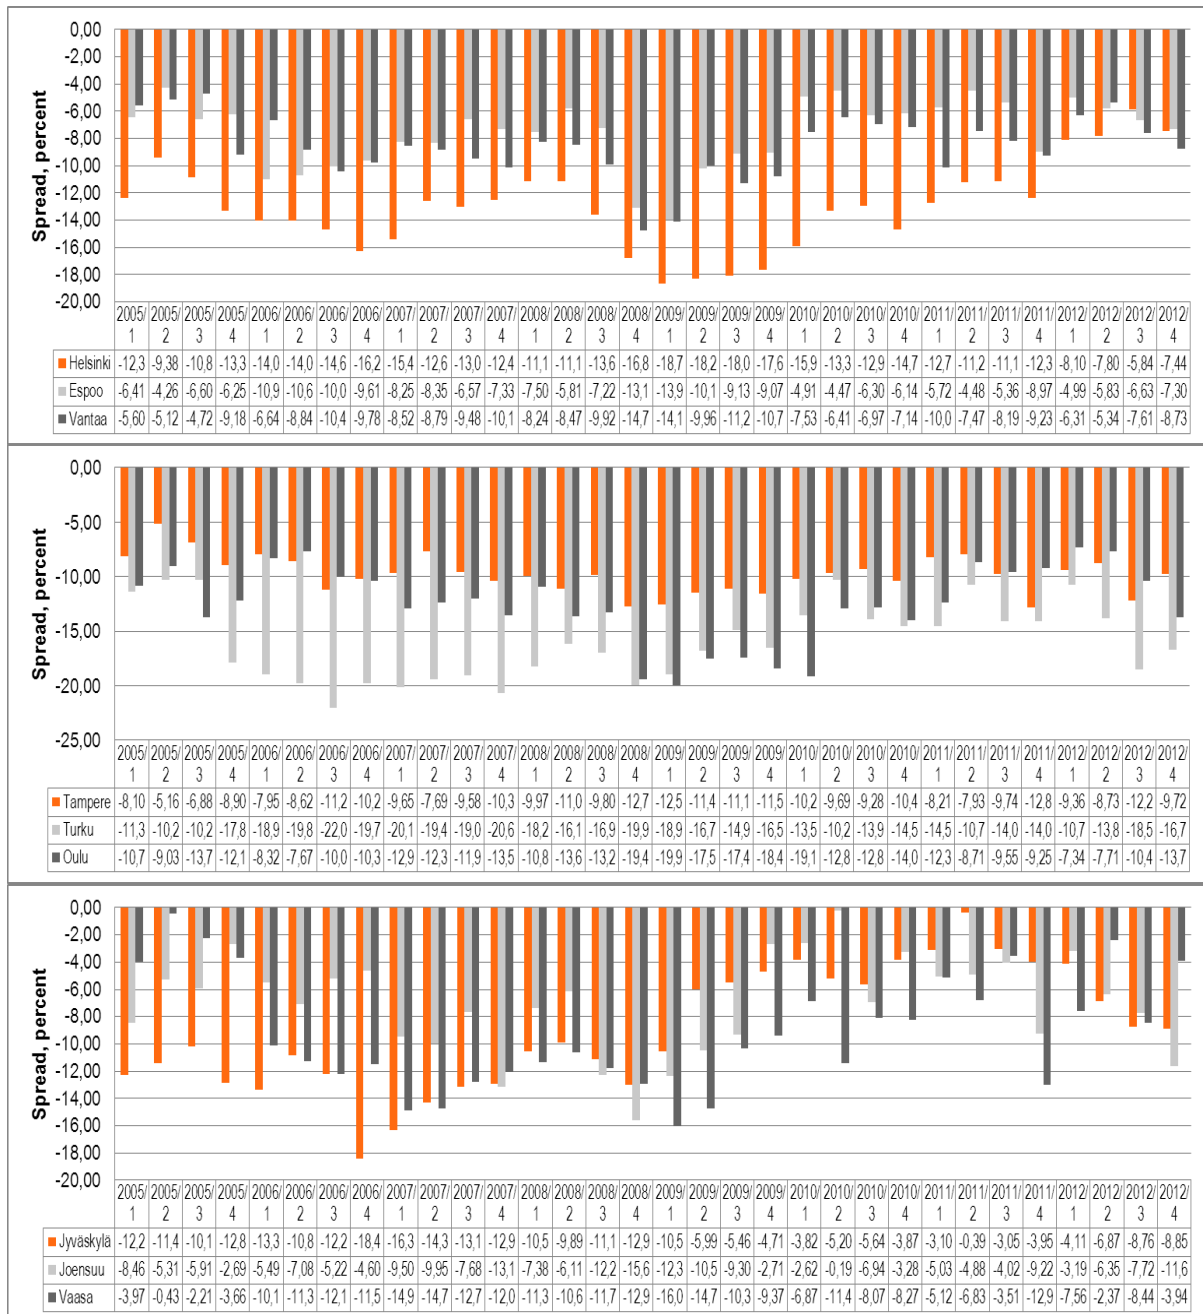 Spread, percent
0,00
-2,00
-4,00
-6,00
-8,00
-10,00
-12,00
-14,00
-16,00
-18,00
-20,00
2005/1 2005/2 2005/3 2005/4 2006/1 2006/2 2006/3 2006/4 2007/1 2007/2 2007/3 2007/4 2008/1 2008/2 2008/3 2008/4 2009/1 2009/2 2009/3 2009/4 2010/1 2010/2 2010/3 2010/4 2011/1 2011/2 2011/3 2011/4 2012/1 2012/2 2012/3 2012/4
Helsinki -12,3 -9,38 -10,8 -13,3 -14,0 -14,0 -14,6 -16,2 -15,4 -12,6 -13,0 -12,4 -11,1 -11,1 -13,6 -16,8 -18,7 -18,2 -18,0 -17,6 -15,9 -13,3 -12,9 -14,7 -12,7 -11,2 -11,1 -12,3 -8,10 -7,80 -5,84 -7,44
Espoo -6,41 -4,26 -6,60 -6,25 -10,9 -10,6 -10,0 -9,61 -8,25 -8,35 -6,57 -7,33 -7,50 -5,81 -7,22 -13,1 -13,9 -10,1 -9,13 -9,07 -4,91 -4,47 -6,30 -6,14 -5,72 -4,48 -5,36 -8,97 -4,99 -5,83 -6,63 -7,30
Vantaa -5,60 -5,12 -4,72 -9,18 -6,64 -8,84 -10,4 -9,78 -8,52 -8,79 -9,48 -10,1 -8,24 -8,47 -9,92 -14,7 -14,1 -9,96 -11,2 -10,7 -7,53 -6,41 -6,97 -7,14 -10,0 -7,47 -8,19 -9,23 -6,31 -5,34 -7,61 -8,73
Spread, percent
0,00
-5,00
-10,00
-15,00
-20,00
-25,00
2005/1 2005/2 2005/3 2005/4 2006/1 2006/2 2006/3 2006/4 2007/1 2007/2 2007/3 2007/4 2008/1 2008/2 2008/3 2008/4 2009/1 2009/2 2009/3 2009/4 2010/1 2010/2 2010/3 2010/4 2011/1 2011/2 2011/3 2011/4 2012/1 2012/2 2012/3 2012/4
Tampere -8,10 -5,16 -6,88 -8,90 -7,95 -8,62 -11,2 -10,2 -9,65 -7,69 -9,58 -10,3 -9,97 -11,0 -9,80 -12,7 -12,5 -11,4 -11,1 -11,5 -10,2 -9,69 -9,28 -10,4 -8,21 -7,93 -9,74 -12,8 -9,36 -8,73 -12,2 -9,72
Turku -11,3 -10,2 -10,2 -17,8 -18,9 -19,8 -22,0 -19,7 -20,1 -19,4 -19,0 -20,6 -18,2 -16,1 -16,9 -19,9 -18,9 -16,7 -14,9 -16,5 -13,5 -10,2 -13,9 -14,5 -14,5 -10,7 -14,0 -14,0 -10,7 -13,8 -18,5 -16,7
Oulu -10,7 -9,03 -13,7 -12,1 -8,32 -7,67 -10,0 -10,3 -12,9 -12,3 -11,9 -13,5 -10,8 -13,6 -13,2 -19,4 -19,9 -17,5 -17,4 -18,4 -19,1 -12,8 -12,8 -14,0 -12,3 -8,71 -9,55 -9,25 -7,34 -7,71 -10,4 -13,7
Spread, percent
0,00
-2,00
-4,00
-6,00
-8,00
-10,00
-12,00
-14,00
-16,00
-18,00
-20,00
2005/1 2005/2 2005/3 2005/4 2006/1 2006/2 2006/3 2006/4 2007/1 2007/2 2007/3 2007/4 2008/1 2008/2 2008/3 2008/4 2009/1 2009/2 2009/3 2009/4 2010/1 2010/2 2010/3 2010/4 2011/1 2011/2 2011/3 2011/4 2012/1 2012/2 2012/3 2012/4
Jyväskylä -12,2 -11,4 -10,1 -12,8 -13,3 -10,8 -12,2 -18,4 -16,3 -14,3 -13,1 -12,9 -10,5 -9,89 -11,1 -12,9 -10,5 -5,99 -5,46 -4,71 -3,82 -5,20 -5,64 -3,87 -3,10 -0,39 -3,05 -3,95 -4,11 -6,87 -8,76 -8,85
Joensuu -8,46 -5,31 -5,91 -2,69 -5,49 -7,08 -5,22 -4,60 -9,50 -9,95 -7,68 -13,1 -7,38 -6,11 -12,2 -15,6 -12,3 -10,5 -9,30 -2,71 -2,62 -0,19 -6,94 -3,28 -5,03 -4,88 -4,02 -9,22 -3,19 -6,35 -7,72 -11,6
Vaasa -3,97 -0,43 -2,21 -3,66 -10,1 -11,3 -12,1 -11,5 -14,9 -14,7 -12,7 -12,0 -11,3 -10,6 -11,7 -12,9 -16,0 -14,7 -10,3 -9,37 -6,87 -11,4 -8,07 -8,27 -5,12 -6,83 -3,51 -12,9 -7,56 -2,37 -8,44 -3,94